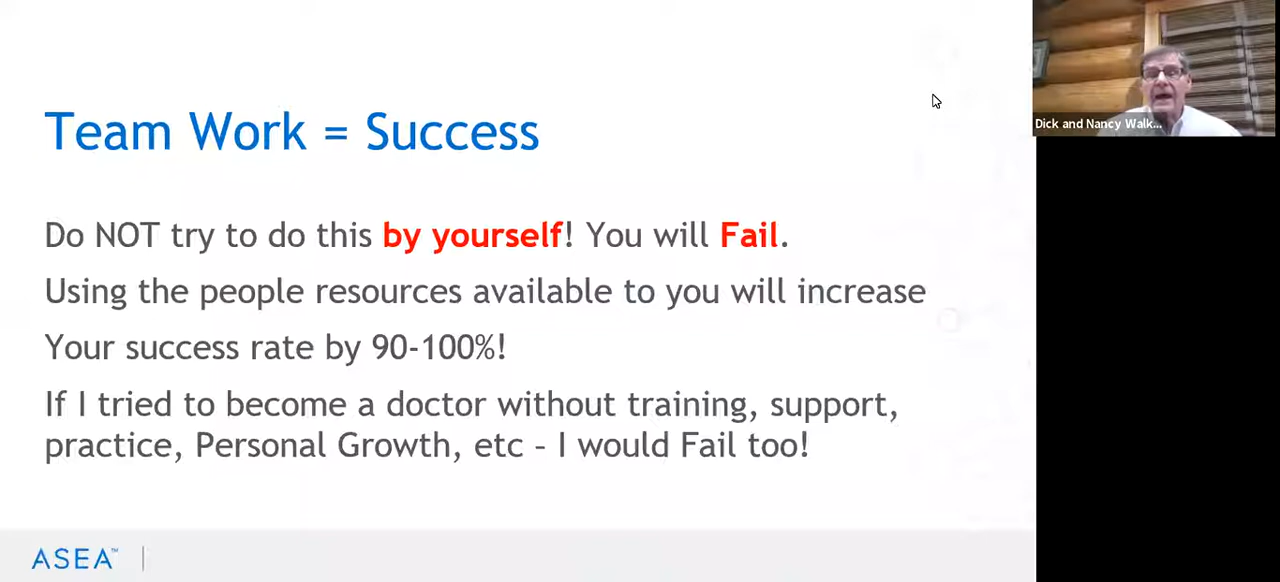 Team Work = Success
Do NOT try to do this by yourself! You will Fail.
Using the people resources available to you will increase
Your success rate by 90-100%!
If I tried to become a doctor without training, support,
practice, Personal Growth, etc – I would Fail too!
ASEA™
Dick and Nancy Walk...